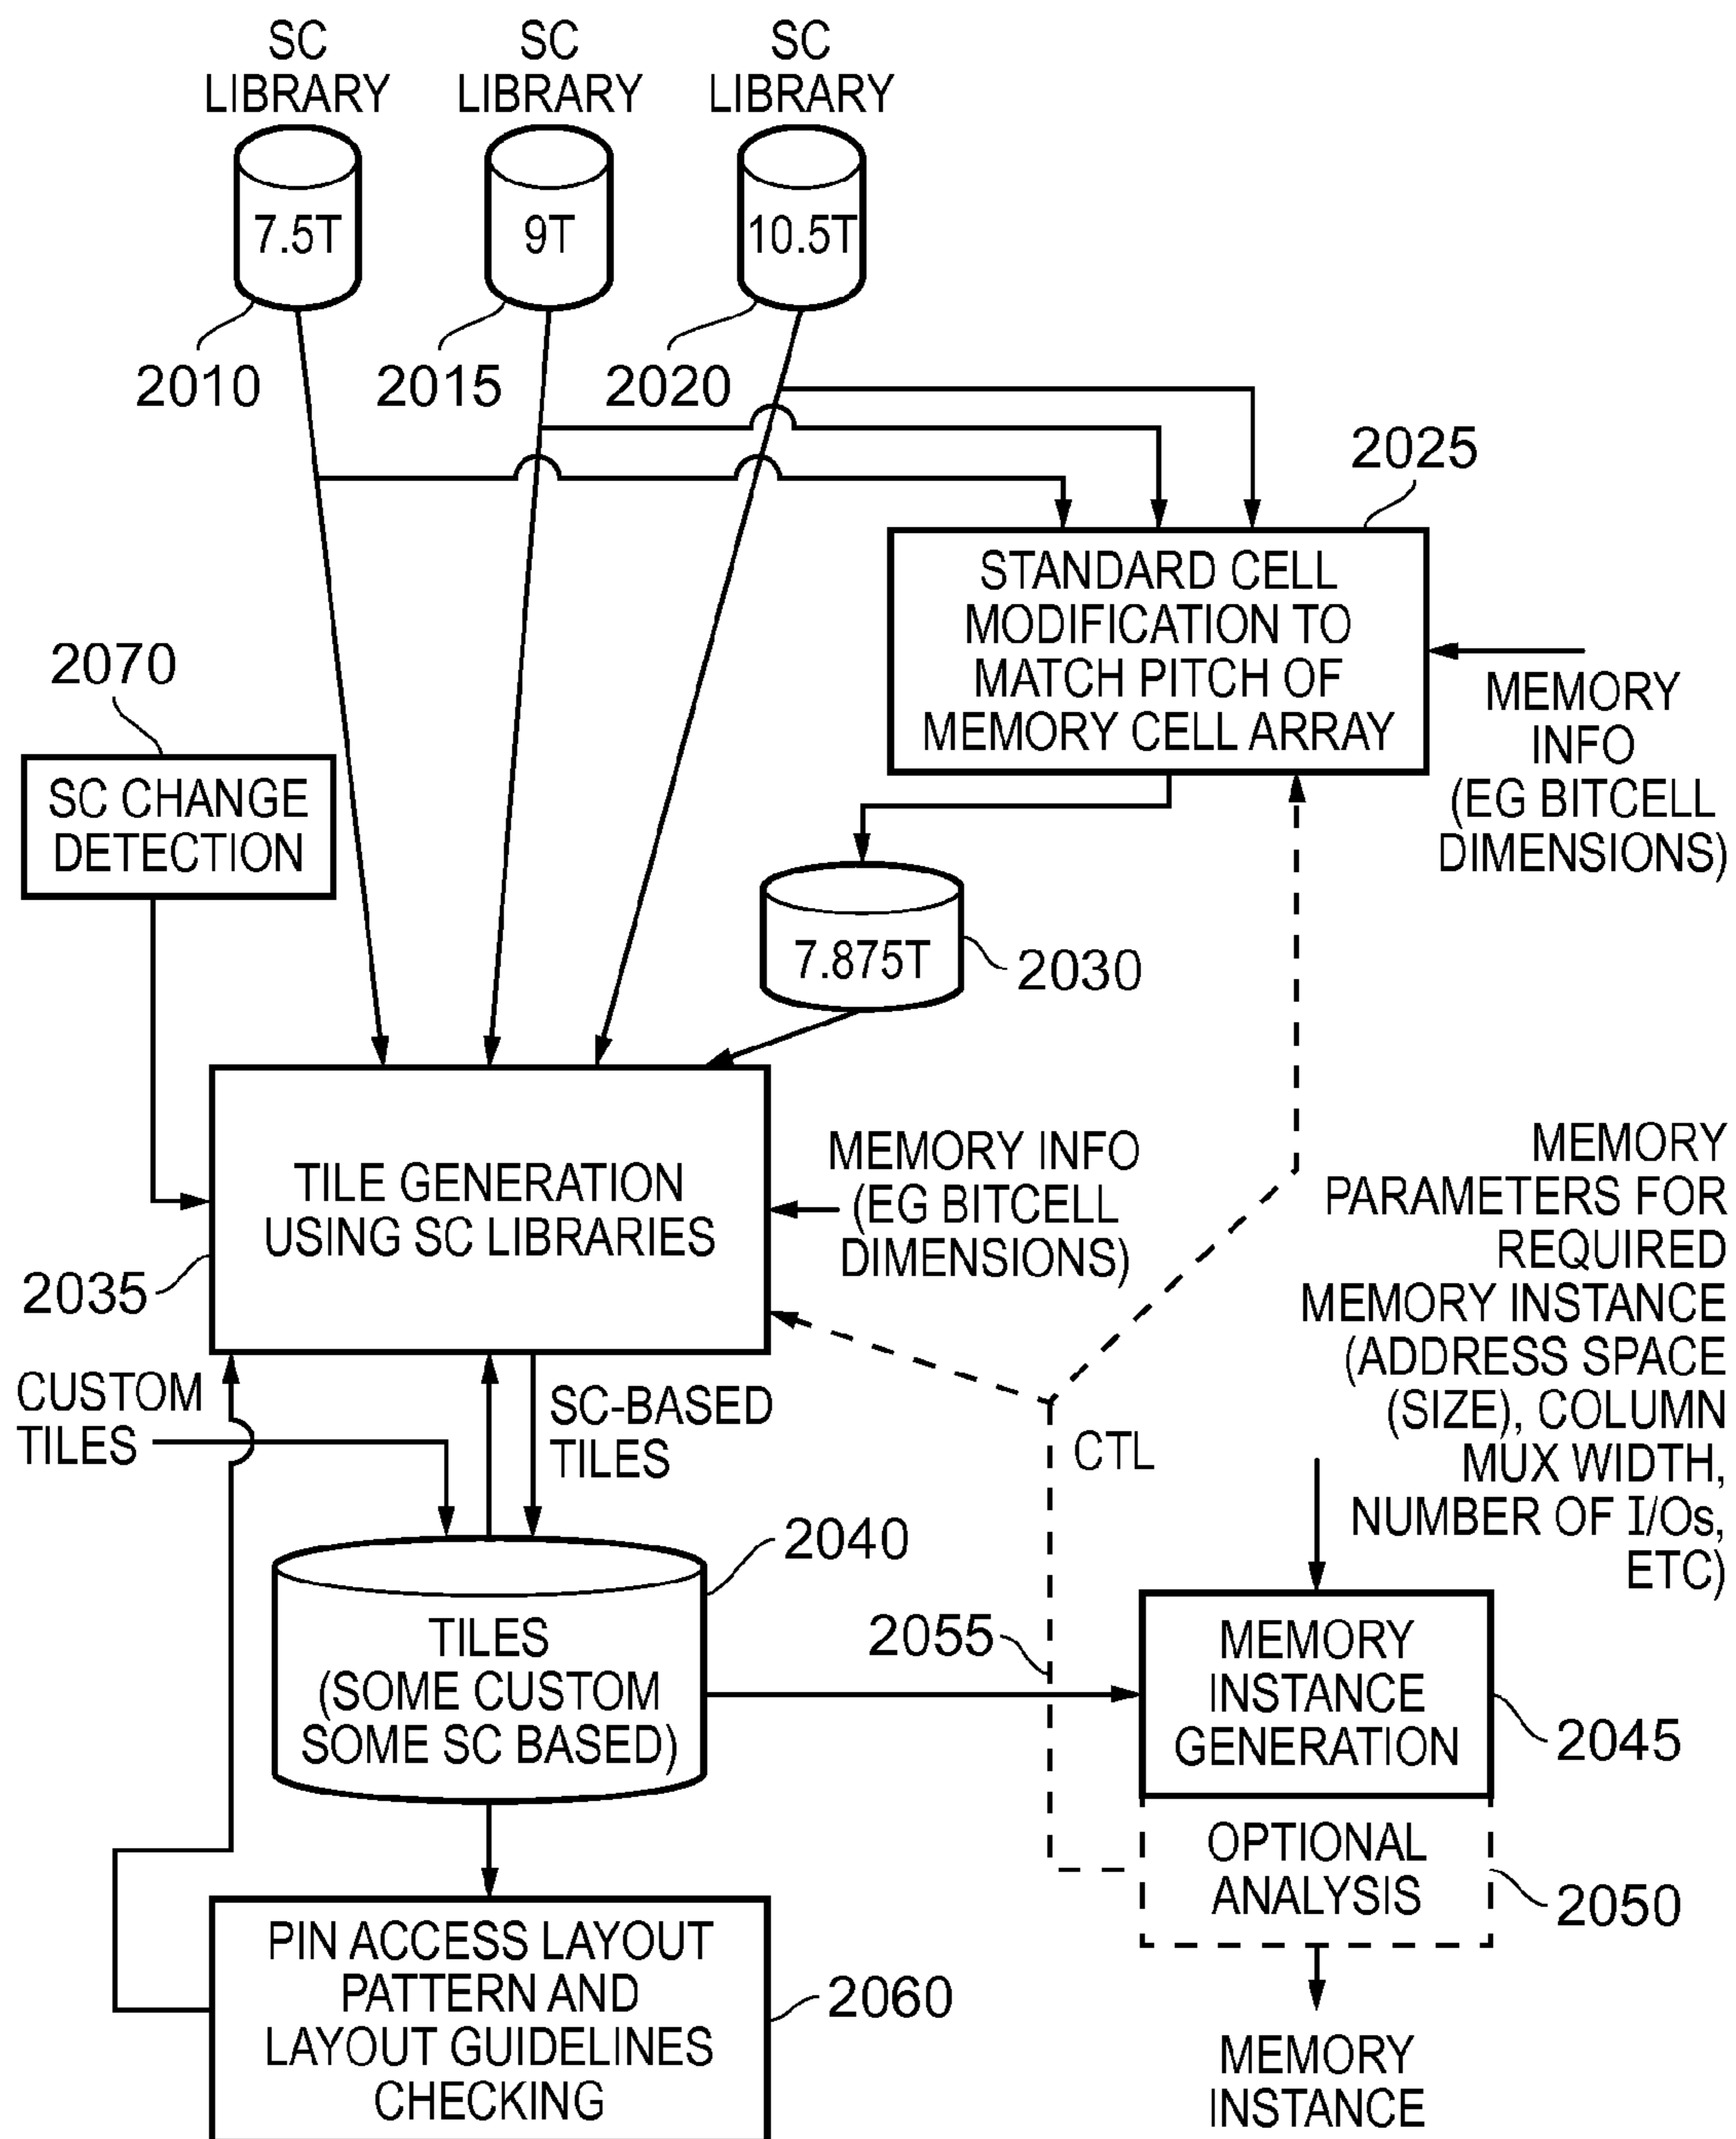 SC
LIBRARY
SC
LIBRARY
SC
LIBRARY
7.5T
9T
10.5T
2010
2015
2020
2025
STANDARD CELL
MODIFICATION TO
MATCH PITCH OF
MEMORY CELL ARRAY
MEMORY
INFO
(EG BITCELL
DIMENSIONS)
2070
SC CHANGE
DETECTION
7.875T
2030
TILE GENERATION
USING SC LIBRARIES
2035
MEMORY INFO
(EG BITCELL
DIMENSIONS)
MEMORY
PARAMETERS FOR
REQUIRED
MEMORY INSTANCE
(ADDRESS SPACE
(SIZE), COLUMN
MUX WIDTH,
NUMBER OF I/Os,
ETC)
CUSTOM
TILES
SC-BASED
TILES
CTL
2040
TILES
(SOME CUSTOM
SOME SC BASED)
2055
MEMORY
INSTANCE
GENERATION
2045
OPTIONAL
ANALYSIS
2050
PIN ACCESS LAYOUT
PATTERN AND
LAYOUT GUIDELINES
CHECKING
2060
MEMORY
INSTANCE